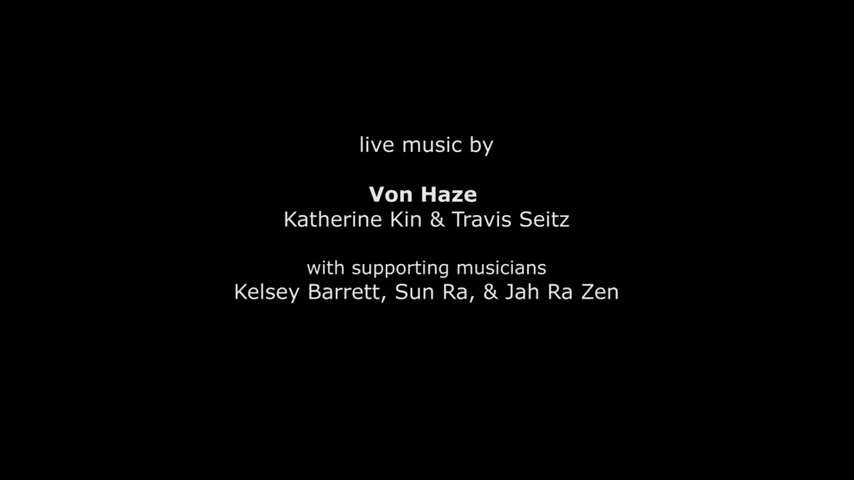 live music by
Von Haze
Katherine Kin & Travis Seitz
with supporting musicians
Kelsey Barrett, Sun Ra, & Jah Ra Zen